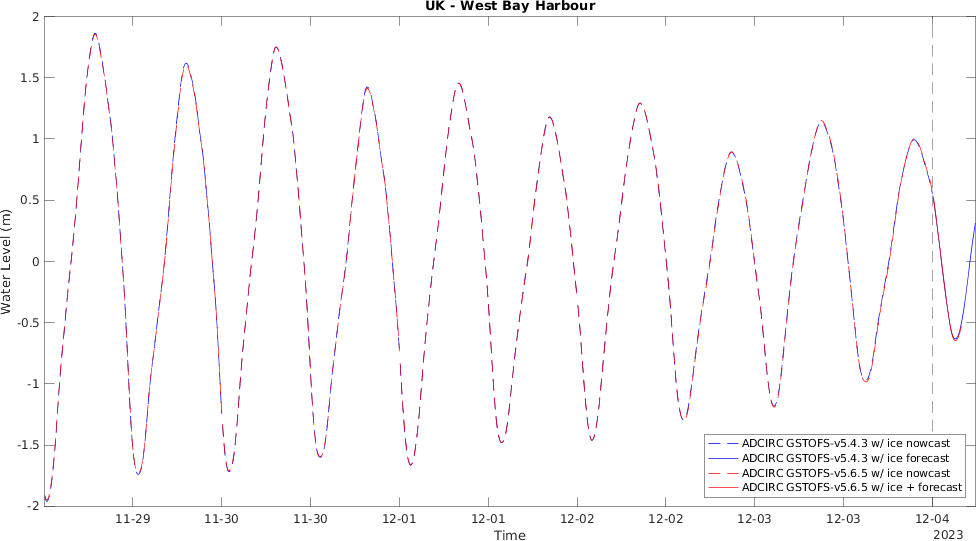 UK - West Bay Harbour
2
1.5
1
0.5
0
-0.5
-1
-1.5
-2
Water Level (m)
ADCIRC GSTOFS-v5.4.3 w/ ice nowcast
ADCIRC GSTOFS-v5.4.3 w/ ice forecast
ADCIRC GSTOFS-v5.6.5 w/ ice nowcast
ADCIRC GSTOFS-v5.6.5 w/ ice + forecast
11-29 11-30 11-30 12-01 12-01 12-02 12-02 12-03 12-03 12-04
Time 2023